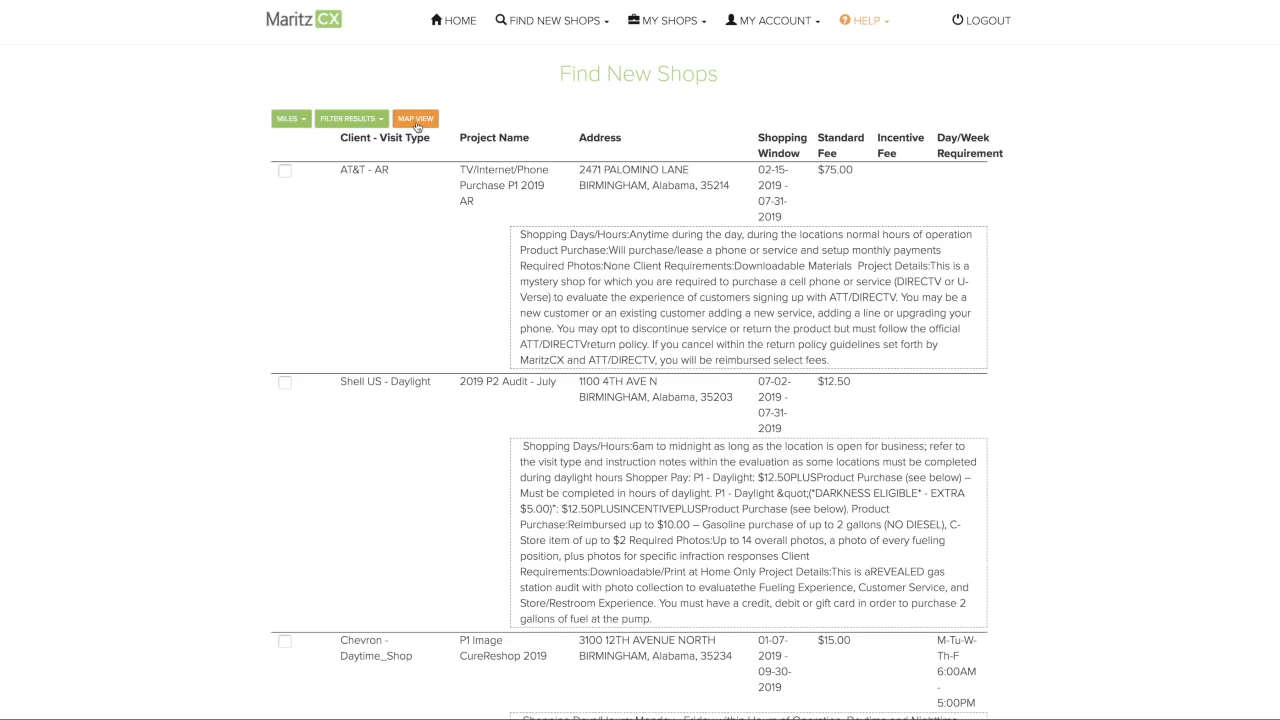 MaritzCX
HOME
FIND NEW SHOPS
MY SHOPS
MY ACCOUNT
HELP
LOGOUT
Find New Shops
MILES
FILTER RESULTS
MAP VIEW
Client - Visit Type
Project Name
Address
Shopping
Window
Standard
Fee
Incentive
Fee
Day/Week
Requirement
AT&T - AR
TV/Internet/Phone
Purchase P1 2019
AR
2471 PALOMINO LANE
BIRMINGHAM, Alabama, 35214
02-15-
2019 -
07-31-
2019
$75.00
Shopping Days/Hours:Anytime during the day, during the locations normal hours of operation
Product Purchase:Will purchase/lease a phone or service and setup monthly payments
Required Photos:None Client Requirements:Downloadable Materials  Project Details:This is a
mystery shop for which you are required to purchase a cell phone or service (DIRECTV or U-
Verse) to evaluate the experience of customers signing up with ATT/DIRECTV. You may be a
new customer or an existing customer adding a new service, adding a line or upgrading your
phone. You may opt to discontinue service or return the product but must follow the official
ATT/DIRECTVreturn policy. If you cancel within the return policy guidelines set forth by
MaritzCX and ATT/DIRECTV, you will be reimbursed select fees.
Shell US - Daylight
2019 P2 Audit - July
1100 4TH AVE N
BIRMINGHAM, Alabama, 35203
07-02-
2019 -
07-31-
2019
$12.50
Shopping Days/Hours:6am to midnight as long as the location is open for business; refer to
the visit type and instruction notes within the evaluation as some locations must be completed
during daylight hours Shopper Pay: P1 - Daylight: $12.50PLUSProduct Purchase (see below) –
Must be completed in hours of daylight. P1 - Daylight &quot;(*DARKNESS ELIGIBLE* - EXTRA
$5.00)”: $12.50PLUSINCENTIVEPLUSProduct Purchase (see below). Product
Purchase:Reimbursed up to $10.00 – Gasoline purchase of up to 2 gallons (NO DIESEL), C-
Store item of up to $2 Required Photos:Up to 14 overall photos, a photo of every fueling
position, plus photos for specific infraction responses Client
Requirements:Downloadable/Print at Home Only Project Details:This is aREVEALED gas
station audit with photo collection to evaluatethe Fueling Experience, Customer Service, and
Store/Restroom Experience. You must have a credit, debit or gift card in order to purchase 2
gallons of fuel at the pump.
Chevron -
Daytime_Shop
P1 Image
CureReshop 2019
3100 12TH AVENUE NORTH
BIRMINGHAM, Alabama, 35234
01-07-
2019 -
09-30-
2019
$15.00
M-Tu-W-
Th-F
6:00AM
-
5:00PM